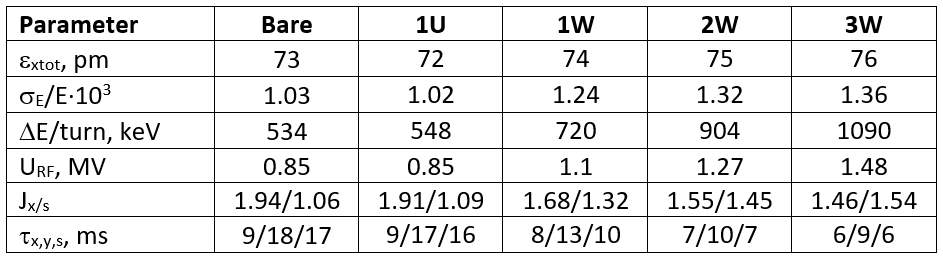 Parameter Bare 1U 1W 2W 3W
εxtot, pm 73 72 74 75 76
σE/E·10³ 1.03 1.02 1.24 1.32 1.36
ΔE/turn, keV 534 548 720 904 1090
URF, MV 0.85 0.85 1.1 1.27 1.48
Jx/s 1.94/1.06 1.91/1.09 1.68/1.32 1.55/1.45 1.46/1.54
τx,y,s, ms 9/18/17 9/17/16 8/13/10 7/10/7 6/9/6